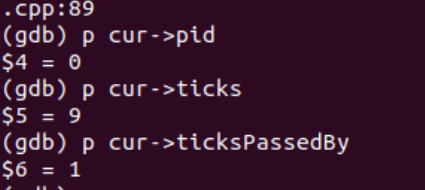 .cpp:89
(gdb) p cur->pid
$4 = 0
(gdb) p cur->ticks
$5 = 9
(gdb) p cur->ticksPassedBy
$6 = 1